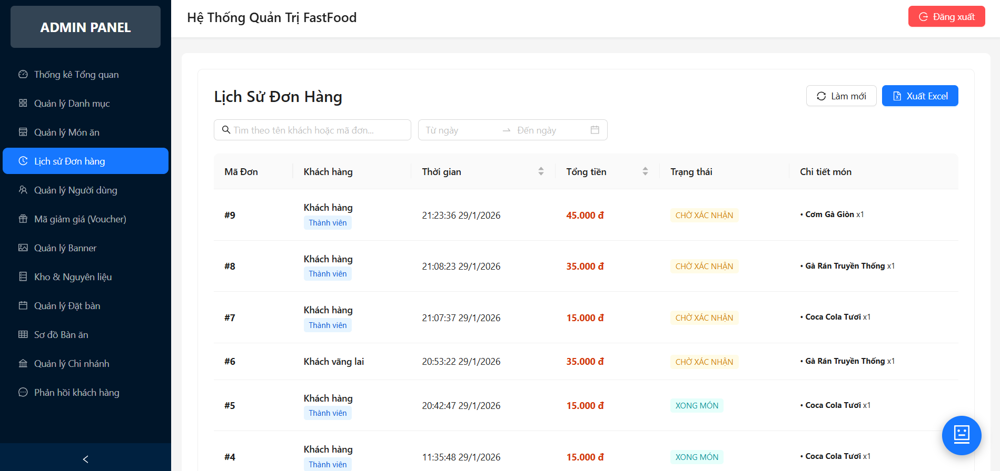 ADMIN PANEL
Thống kê Tổng quan
Quản lý Danh mục
Quản lý Món ăn
Lịch sử Đơn hàng
Quản lý Người dùng
Mã giảm giá (Voucher)
Quản lý Banner
Kho & Nguyên liệu
Quản lý Đặt bàn
Sơ đồ Bàn ăn
Quản lý Chi nhánh
Phản hồi khách hàng
Hệ Thống Quản Trị FastFood
Đăng xuất
Lịch Sử Đơn Hàng
Làm mới
Xuất Excel
Tìm theo tên khách hoặc mã đơn...
Từ ngày
Đến ngày
Mã Đơn Khách hàng Thời gian Tổng tiền Trạng thái Chi tiết món
#9 Khách hàng 21:23:36 29/1/2026 45.000 đ CHỜ XÁC NHẬN • Cơm Gà Giòn x1
Thành viên
#8 Khách hàng 21:08:23 29/1/2026 35.000 đ CHỜ XÁC NHẬN • Gà Rán Truyền Thống x1
Thành viên
#7 Khách hàng 21:07:37 29/1/2026 15.000 đ CHỜ XÁC NHẬN • Coca Cola Tươi x1
Thành viên
#6 Khách vãng lai 20:53:22 29/1/2026 35.000 đ CHỜ XÁC NHẬN • Gà Rán Truyền Thống x1
#5 Khách hàng 20:42:47 29/1/2026 15.000 đ XONG MÓN • Coca Cola Tươi x1
Thành viên
#4 Khách hàng 11:35:48 29/1/2026 15.000 đ XONG MÓN • Coca Cola Tươi x1
Thành viên